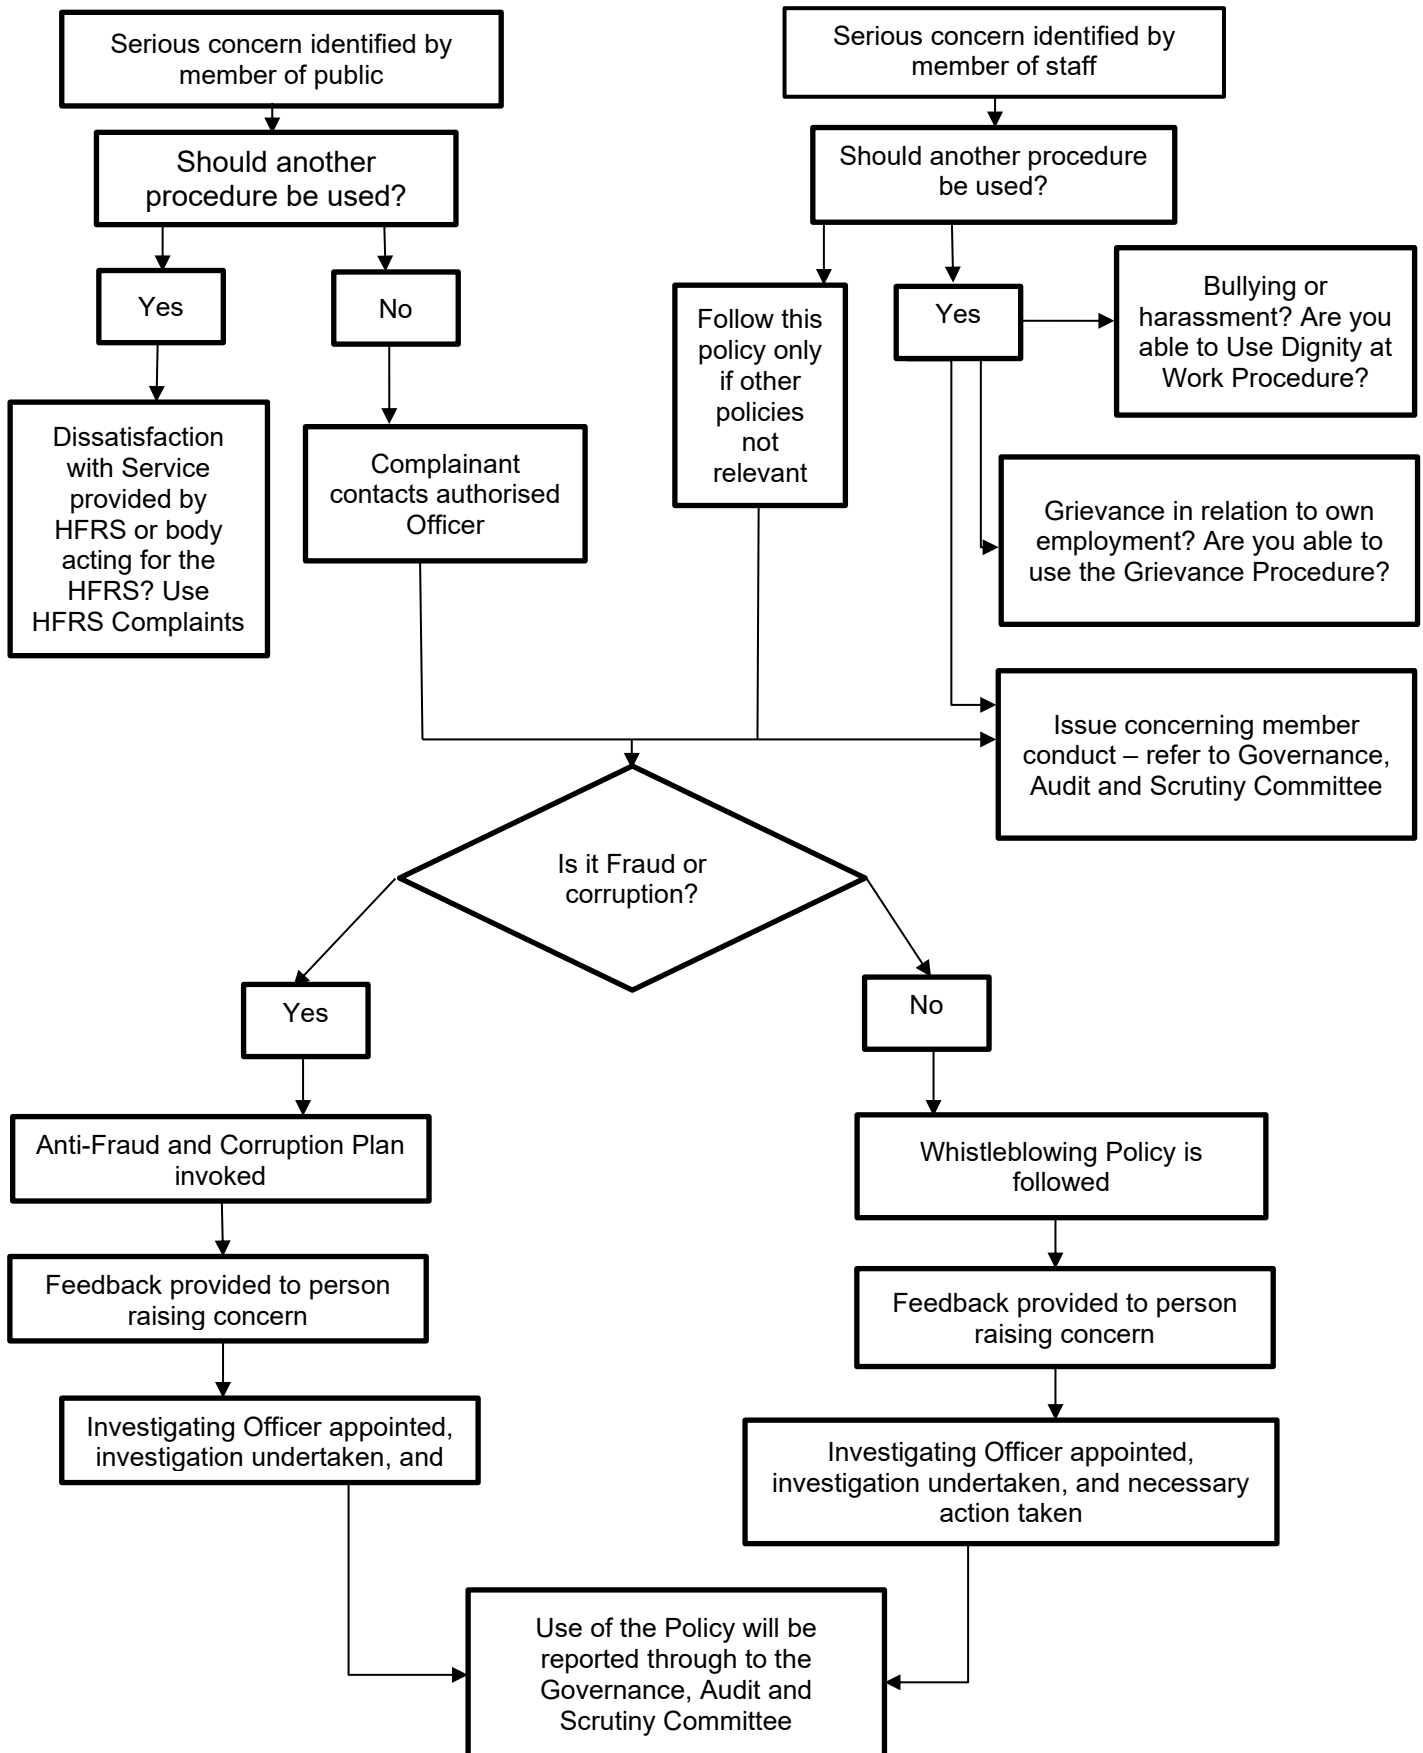 Serious concern identified by
member of public
Serious concern identified by
member of staff
Should another
procedure be used?
Should another procedure
be used?
Yes
No
Follow this
policy only
if other
policies
not
relevant
Yes
Bullying or
harassment? Are you
able to Use Dignity at
Work Procedure?
Dissatisfaction
with Service
provided by
HFRS or body
acting for the
HFRS? Use
HFRS Complaints
Complainant
contacts authorised
Officer
Grievance in relation to own
employment? Are you able to
use the Grievance Procedure?
Issue concerning member
conduct – refer to Governance,
Audit and Scrutiny Committee
Is it Fraud or
corruption?
Yes
No
Anti-Fraud and Corruption Plan
invoked
Whistleblowing Policy is
followed
Feedback provided to person
raising concern
Feedback provided to person
raising concern
Investigating Officer appointed,
investigation undertaken, and
Investigating Officer appointed,
investigation undertaken, and necessary
action taken
Use of the Policy will be
reported through to the
Governance, Audit and
Scrutiny Committee